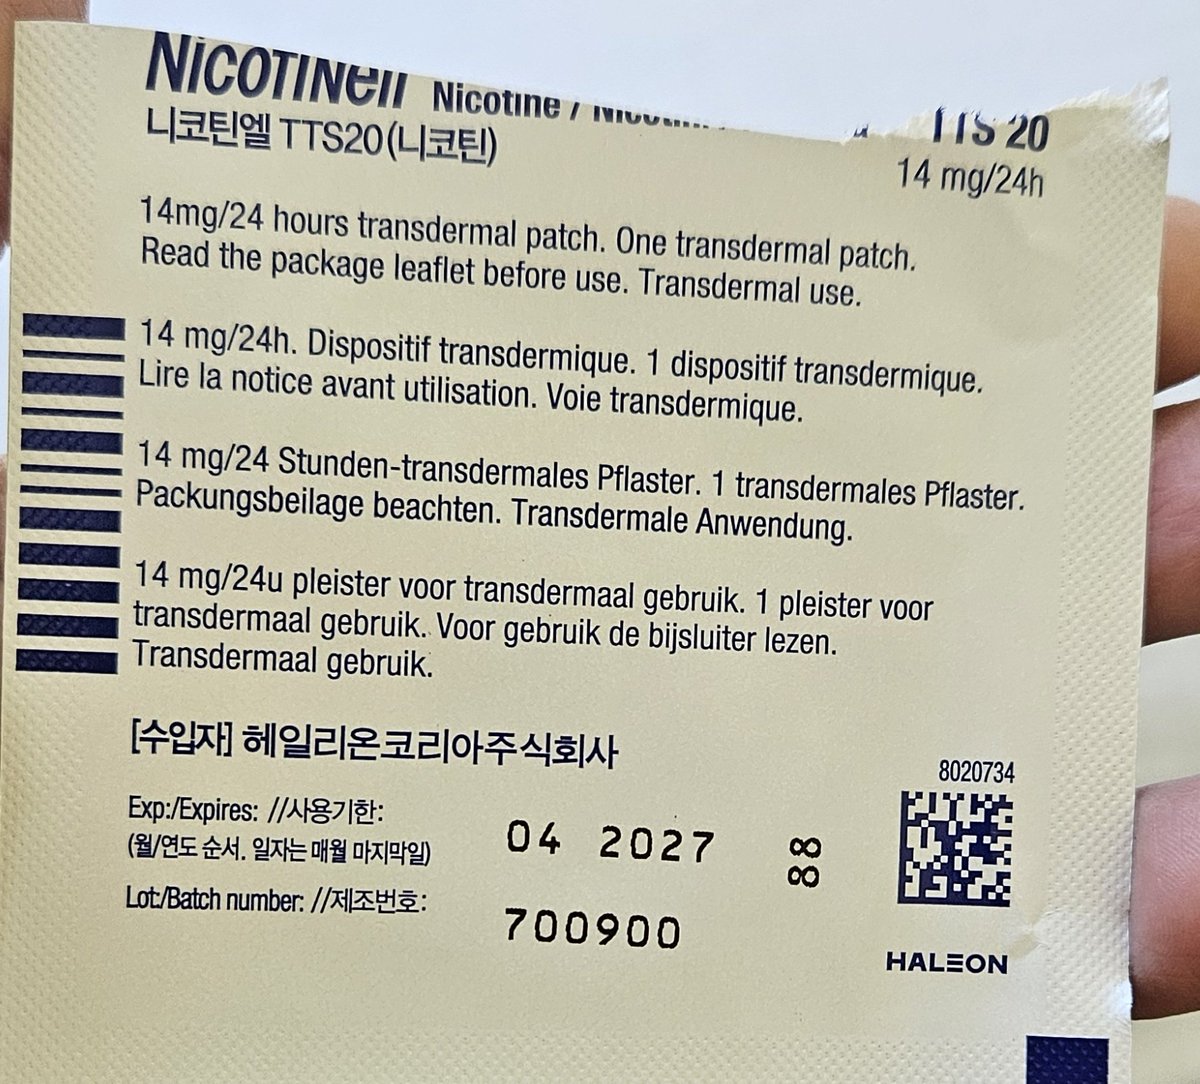 Nicotinell Nicotine /
TTS 20
니코틴엘 TTS20(니코틴)
14 mg/24h
14mg/24 hours transdermal patch. One transdermal patch.
Read the package leaflet before use. Transdermal use.
14 mg/24h. Dispositif transdermique. 1 dispositif transdermique.
Lire la notice avant utilisation. Voie transdermique.
14 mg/24 Stunden-transdermales Pflaster. 1 transdermales Pflaster.
Packungsbeilage beachten. Transdermale Anwendung.
14 mg/24u pleister voor transdermaal gebruik. 1 pleister voor
transdermaal gebruik. Voor gebruik de bijsluiter lezen.
Transdermaal gebruik.
[수입자] 헤일리온코리아주식회사
8020734
Exp:/Expires: //사용기한:
(월/연도 순서. 일자는 매월 마지막일)
04 2027
8
8
Lot:/Batch number: //제조번호:
700900
HALEON